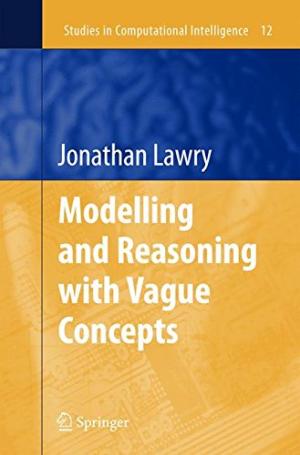 Studies in Computational Intelligence 12
Jonathan Lawry
Modelling
and Reasoning
with Vague
Concepts
Springer